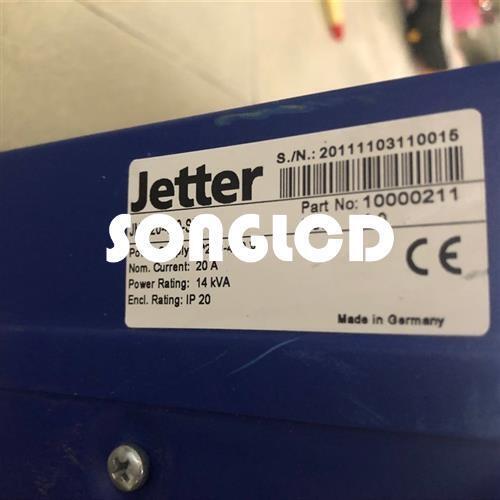 S./N.: 20111103110015
Jetter
Part No: 10000211
SONGLCD
Nom. Current: 20 A
Power Rating: 14 kVA
Encl. Rating: IP 20
CE
Made in Germany